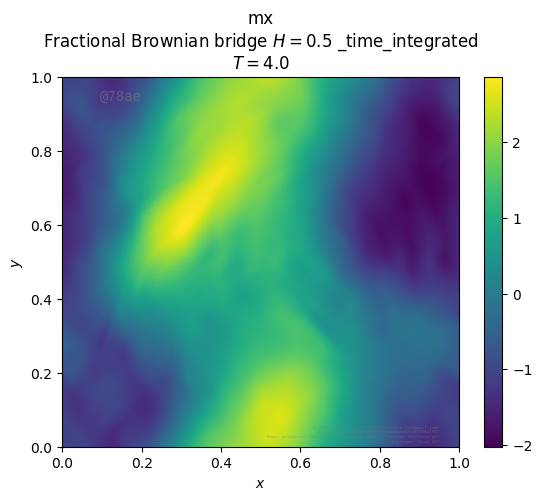 mx
Fractional Brownian bridge H = 0.5 _time_integrated
T = 4.0
@78ae
1.0
0.8
0.6
0.4
0.2
0.0
y
0.0 0.2 0.4 0.6 0.8 1.0
x
2
1
0
−1
−2